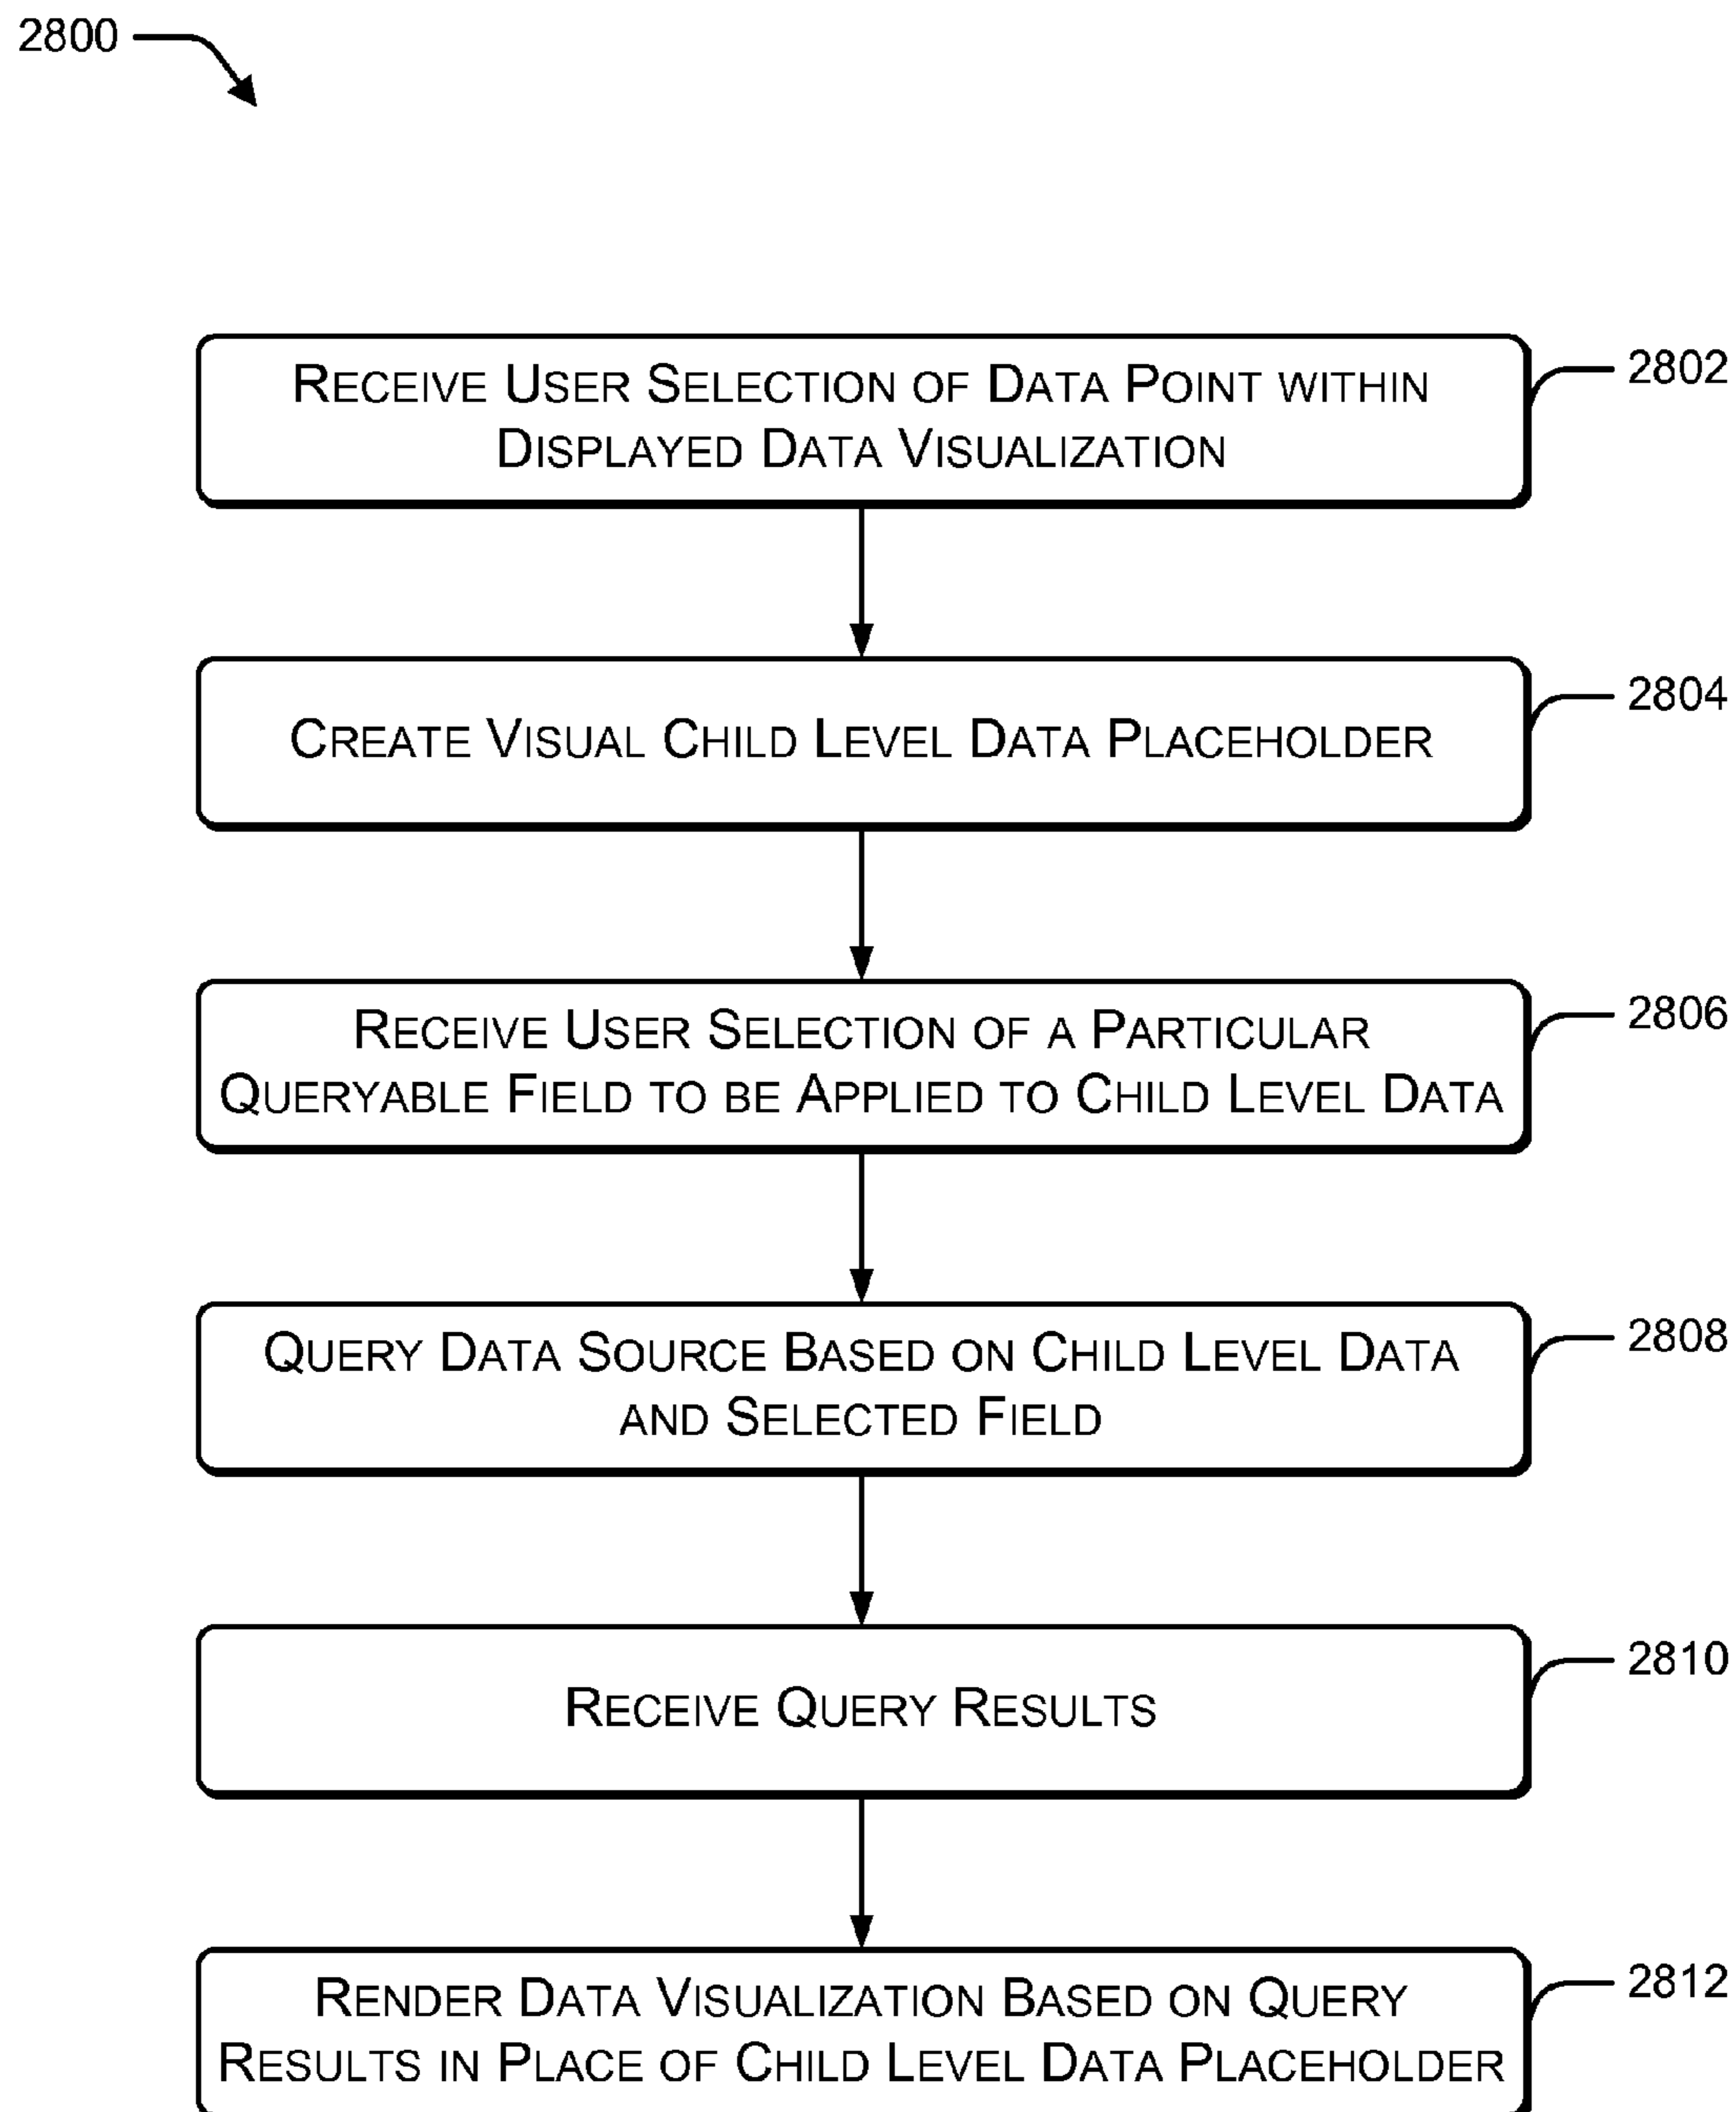 2800
Receive User Selection of Data Point within
Displayed Data Visualization
2802
Create Visual Child Level Data Placeholder
2804
Receive User Selection of a Particular
Queryable Field to be Applied to Child Level Data
2806
Query Data Source Based on Child Level Data
and Selected Field
2808
Receive Query Results
2810
Render Data Visualization Based on Query
Results in Place of Child Level Data Placeholder
2812